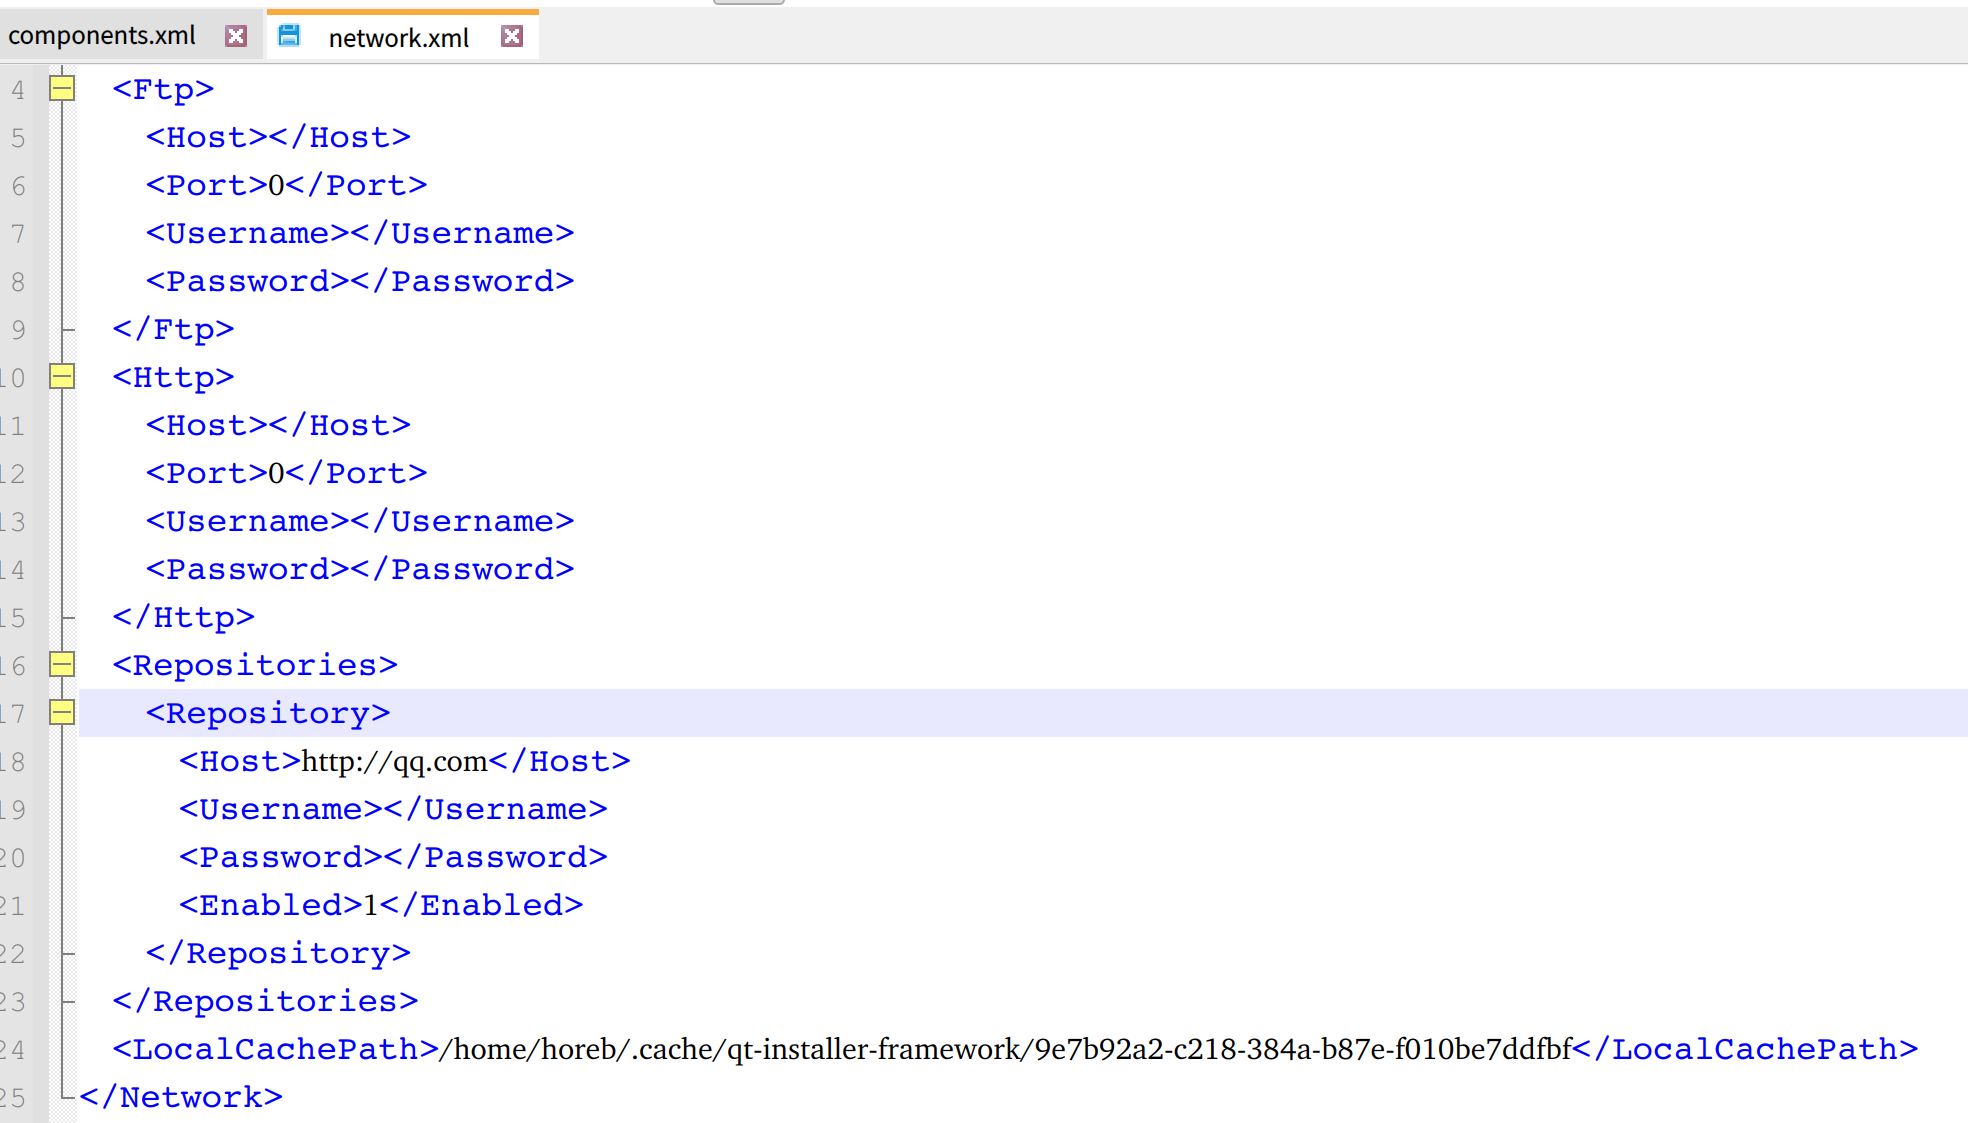 components.xml network.xml
4 <Ftp>
5 <Host></Host>
6 <Port>0</Port>
7 <Username></Username>
8 <Password></Password>
9 </Ftp>
10 <Http>
11 <Host></Host>
12 <Port>0</Port>
13 <Username></Username>
14 <Password></Password>
15 </Http>
16 <Repositories>
17 <Repository>
18 <Host>http://qq.com</Host>
19 <Username></Username>
20 <Password></Password>
21 <Enabled>1</Enabled>
22 </Repository>
23 </Repositories>
24 <LocalCachePath>/home/horeb/.cache/qt-installer-framework/9e7b92a2-c218-384a-b87e-f010be7ddfbf</LocalCachePath>
25 </Network>